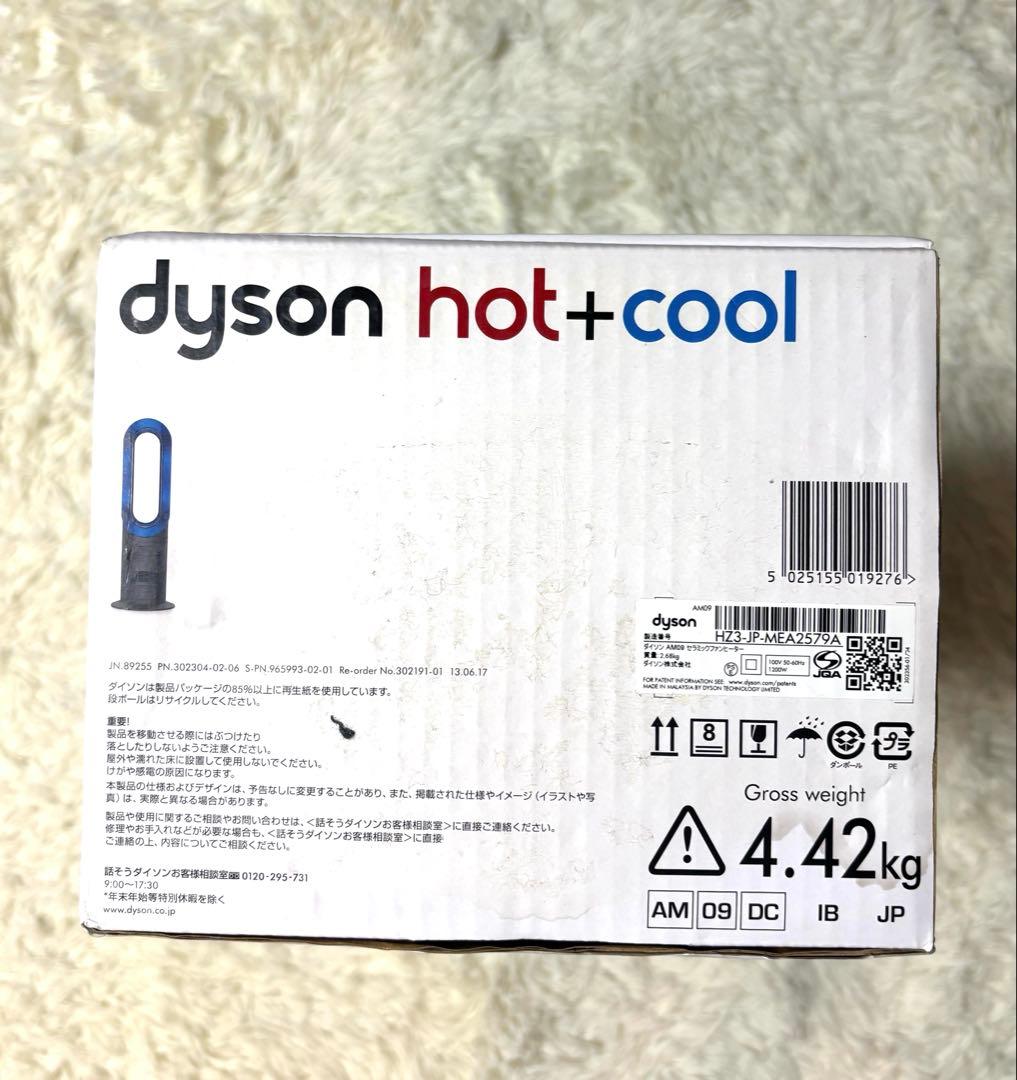 dyson hot+cool
5 025155 019276 >
AM09
dyson
製造番号 HZ3-JP-MEA2579A
ダイソン AM09 セラミックファンヒーター
質量:2.68kg
ダイソン株式会社
100V 50-60Hz
1200W
JQA
FOR PATENT INFORMATION SEE: www.dyson.com/patents
MADE IN MALAYSIA BY DYSON TECHNOLOGY LIMITED
302356-01/74
JN.89255 PN.302304-02-06 S-PN.965993-02-01 Re-order No.302191-01 13.06.17
ダイソンは製品パッケージの85%以上に再生紙を使用しています。
段ボールはリサイクルしてください。
重要!
製品を移動させる際にはぶつけたり
落としたりしないようご注意ください。
屋外や濡れた床に設置して使用しないでください。
けがや感電の原因になります。
本製品の仕様およびデザインは、予告なしに変更することがあり、また、掲載された仕様やイメージ(イラストや写
真)は、実際と異なる場合があります。
製品や使用に関するご相談やお問い合わせは、<話そうダイソンお客様相談室>に直接ご連絡ください。
修理やお手入れなどが必要な場合も、<話そうダイソンお客様相談室>に直接
ご連絡の上、内容についてご相談ください。
話そうダイソンお客様相談室 0120-295-731
9:00〜17:30
*年末年始等特別休暇を除く
www.dyson.co.jp
8
ダンボール
プラ
PE
Gross weight
4.42kg
AM 09 DC IB JP